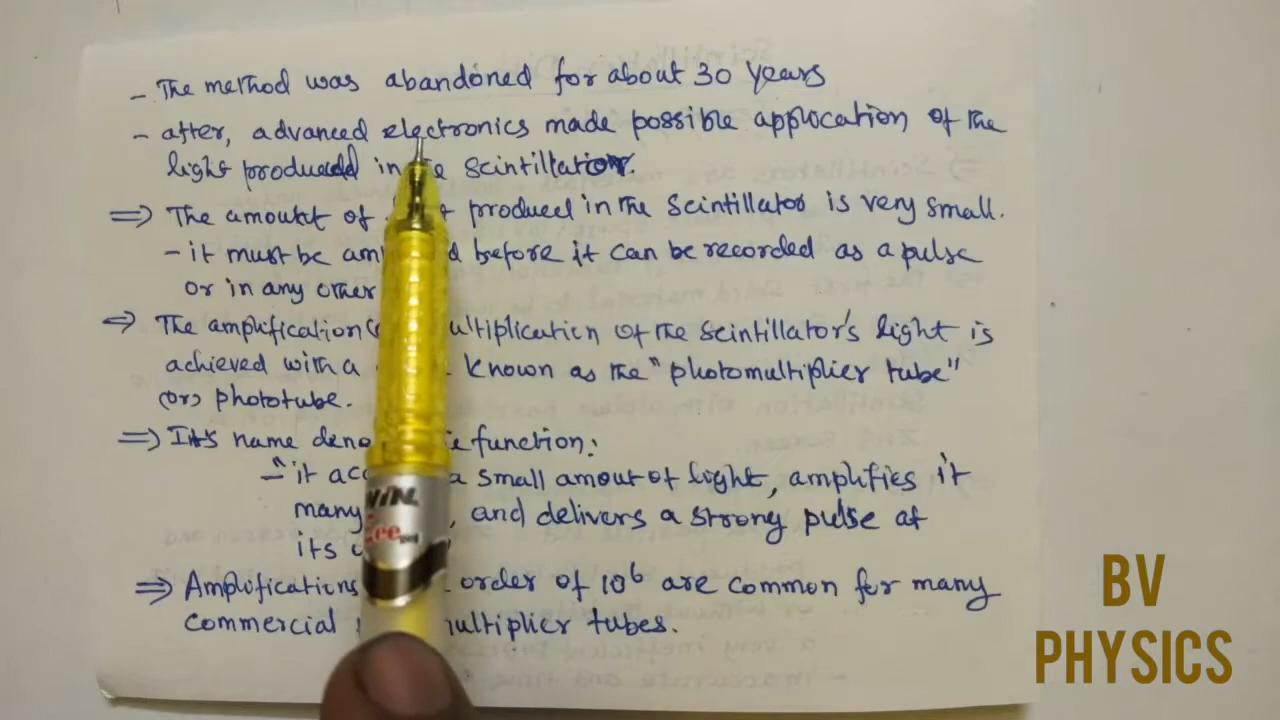 - The method was abandoned for about 30 years
- after, advanced electronics made possible application of the
light produced in scintillator.
⇒ The amount of produced in the scintillator is very small.
- it must be before it can be recorded as a pulse
or in any other
⇒ The amplification of the scintillator's light is
achieved with a known as the "photomultiplier tube"
(or) phototube.
⇒ It's name function:
- "it a small amount of light, amplifies it
many and delivers a strong pulse at
its
⇒ Amplifications order of 10⁶ are common for many
commercial tubes.
BV
PHYSICS